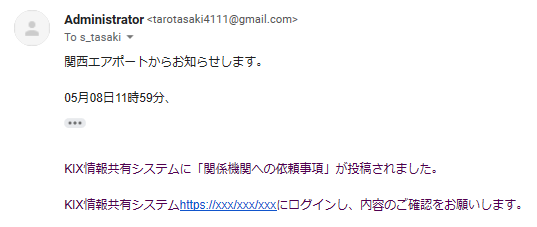 Administrator <tarotasaki4111@gmail.com>
To s_tasaki
関西エアポートからお知らせします。
05月08日11時59分、
KIX情報共有システムに「関係機関への依頼事項」が投稿されました。
KIX情報共有システムhttps://xxx/xxx/xxxにログインし、内容のご確認をお願いします。